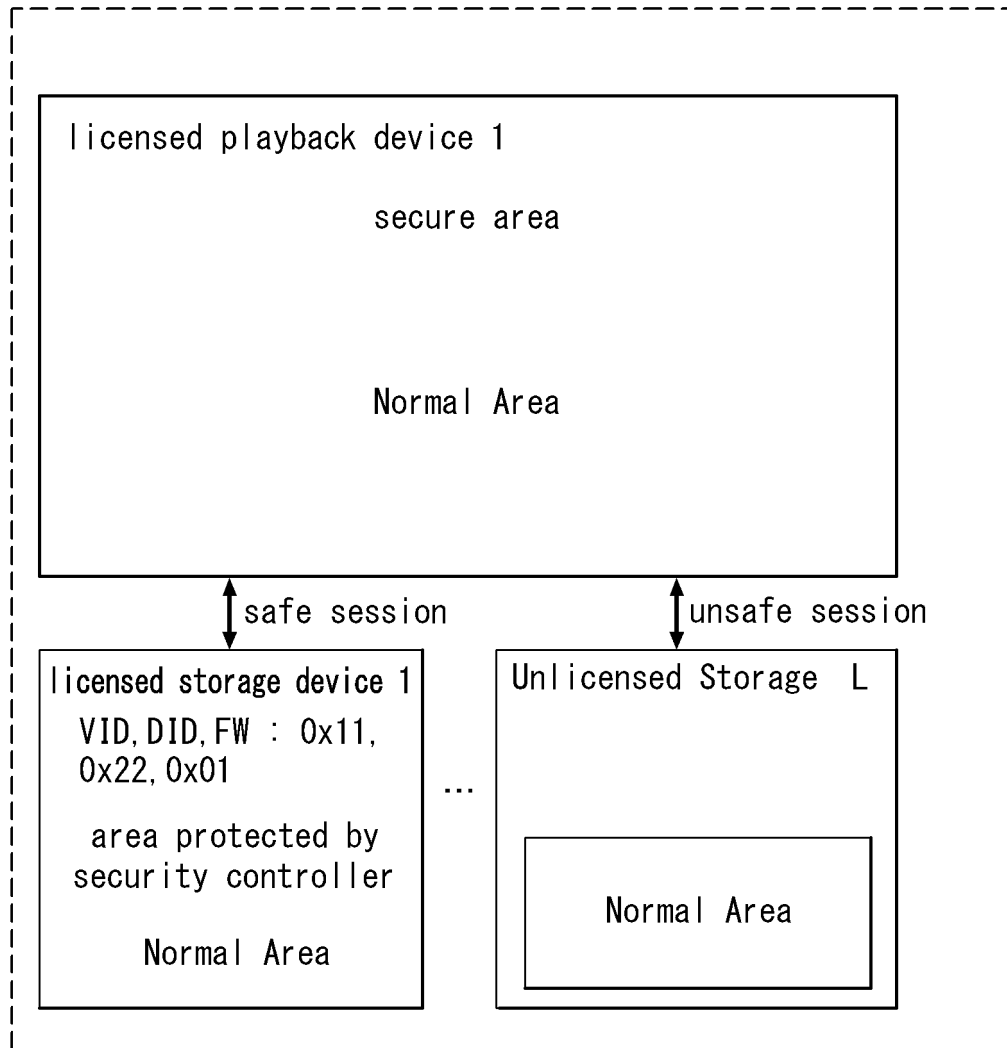 licensed playback device 1
secure area
Normal Area
safe session
unsafe session
licensed storage device 1
VID, DID, FW : 0x11,
0x22, 0x01
area protected by
security controller
Normal Area
...
Unlicensed Storage L
Normal Area